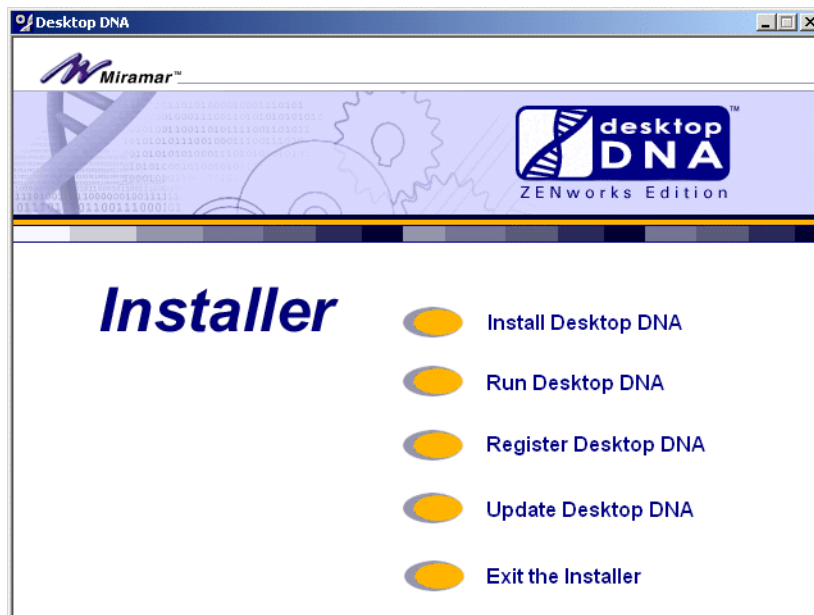 Desktop DNA
Miramar™
desktop
DNA™
ZENworks Edition
Installer
Install Desktop DNA
Run Desktop DNA
Register Desktop DNA
Update Desktop DNA
Exit the Installer